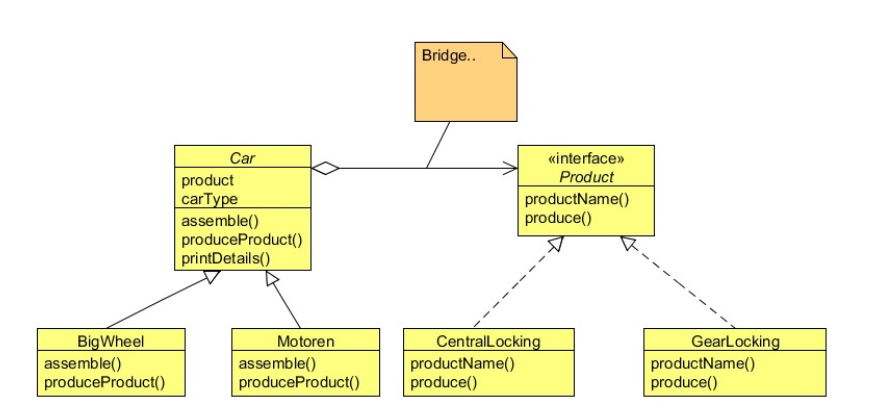 Bridge..
Car
product
carType
assemble()
produceProduct()
printDetails()
«interface»
Product
productName()
produce()
BigWheel
assemble()
produceProduct()
Motoren
assemble()
produceProduct()
CentralLocking
productName()
produce()
GearLocking
productName()
produce()